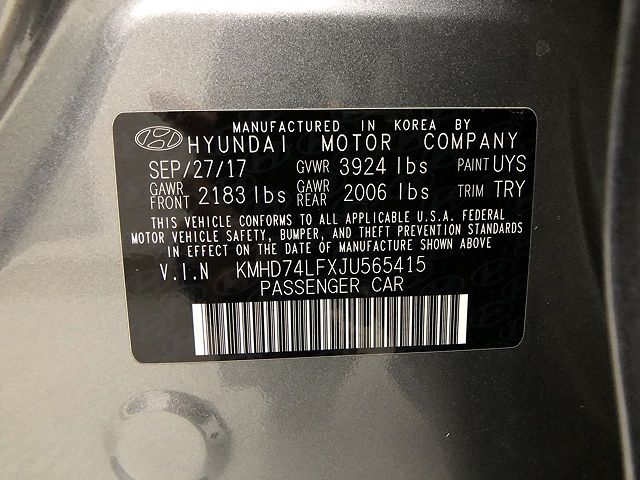 MANUFACTURED IN KOREA BY
HYUNDAI MOTOR COMPANY
SEP/27/17 GVWR 3924 lbs PAINT UYS
GAWR FRONT 2183 lbs GAWR REAR 2006 lbs TRIM TRY
THIS VEHICLE CONFORMS TO ALL APPLICABLE U.S.A. FEDERAL
MOTOR VEHICLE SAFETY, BUMPER, AND THEFT PREVENTION STANDARDS
IN EFFECT ON THE DATE OF MANUFACTURE SHOWN ABOVE.
V.I.N KMHD74LFXJU565415
PASSENGER CAR